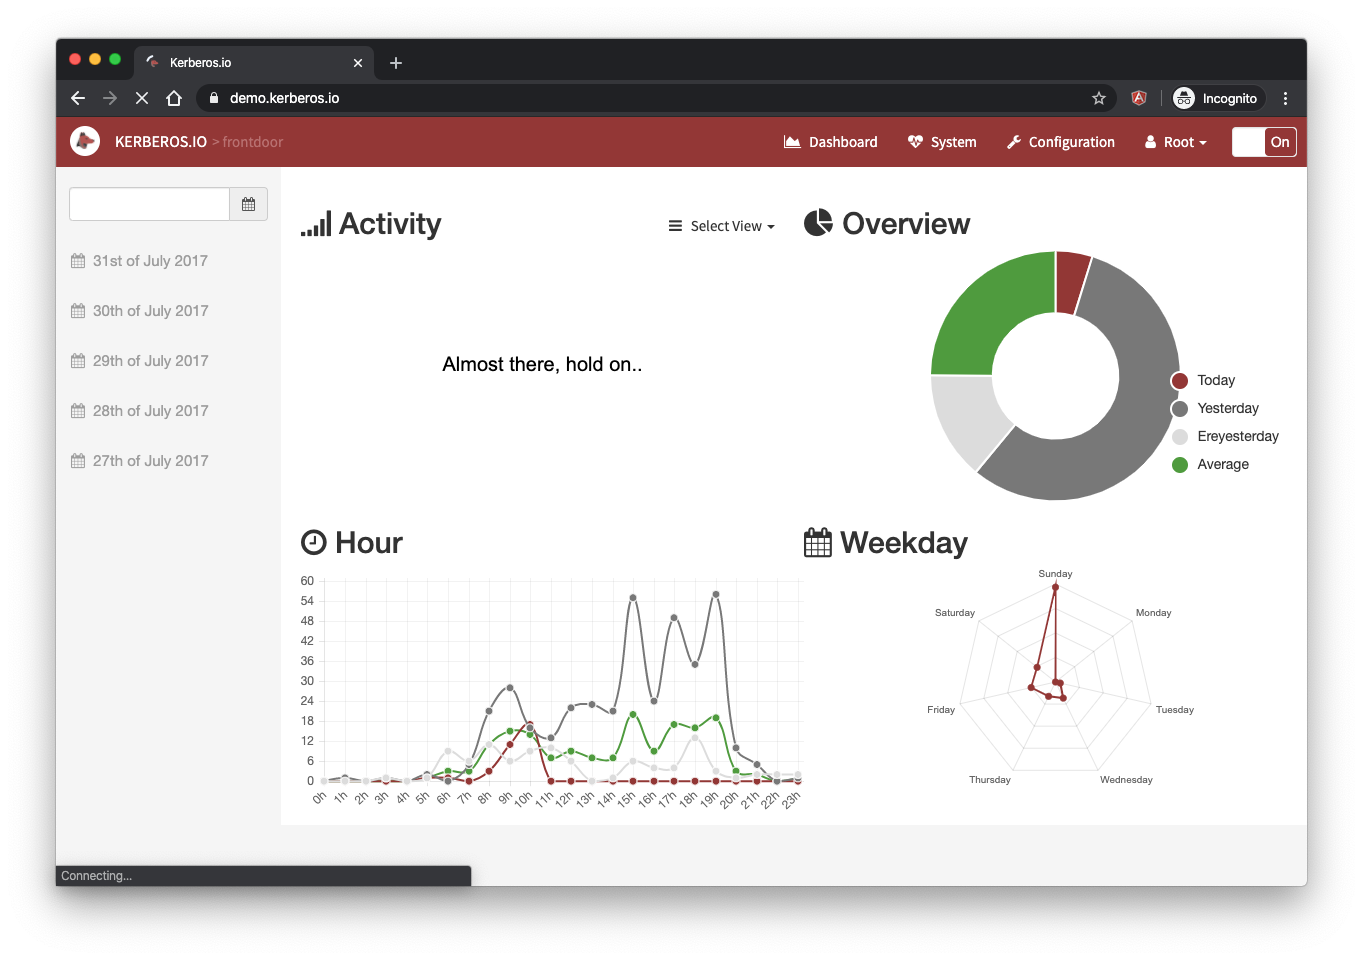 Kerberos.io
demo.kerberos.io
Incognito
KERBEROS.IO > frontdoor
Dashboard
System
Configuration
Root
On
31st of July 2017
30th of July 2017
29th of July 2017
28th of July 2017
27th of July 2017
Activity
Select View
Almost there, hold on..
Overview
Today
Yesterday
Ereyesterday
Average
Hour
60
54
48
42
36
30
24
18
12
6
0
0h 1h 2h 3h 4h 5h 6h 7h 8h 9h 10h 11h 12h 13h 14h 15h 16h 17h 18h 19h 20h 21h 22h 23h
Weekday
Sunday
Saturday
Monday
Friday
Tuesday
Thursday
Wednesday
Connecting...